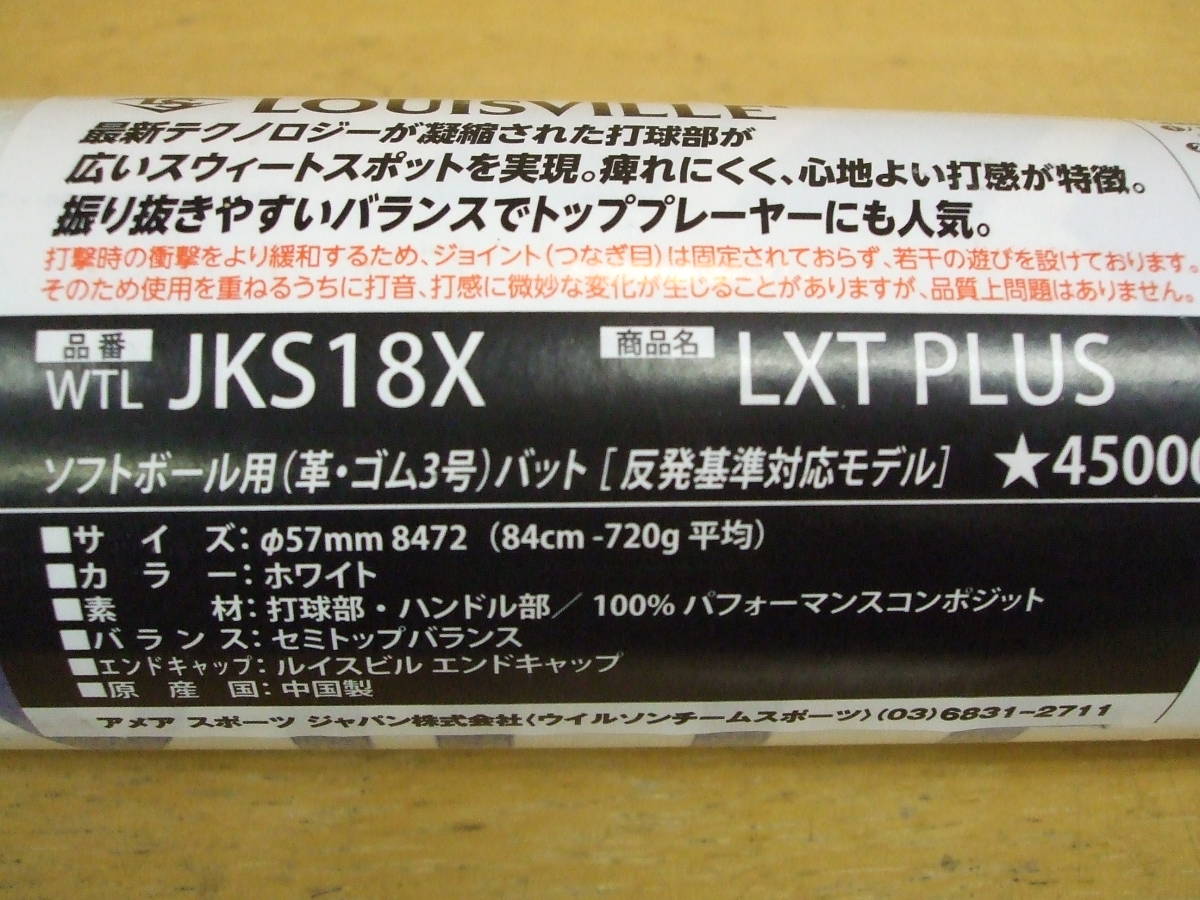 LOUISVILLE
最新テクノロジーが凝縮された打球部が
広いスウィートスポットを実現。痺れにくく、心地よい打感が特徴。
振り抜きやすいバランスでトッププレーヤーにも人気。
打撃時の衝撃をより緩和するため、ジョイント(つなぎ目)は固定されておらず、若干の遊びを設けております。
そのため使用を重ねるうちに打音、打感に微妙な変化が生じることがありますが、品質上問題はありません。
品番 WTL JKS18X 商品名 LXT PLUS
ソフトボール用(革・ゴム3号)バット [反発基準対応モデル] ★45000
■サイズ:φ57mm 8472 (84cm -720g 平均)
■カラー:ホワイト
■素材:打球部・ハンドル部/100% パフォーマンスコンポジット
■バランス:セミトップバランス
■エンドキャップ:ルイスビル エンドキャップ
■原産国:中国製
アメア スポーツ ジャパン株式会社〈ウイルソンチームスポーツ〉(03)6831-2711